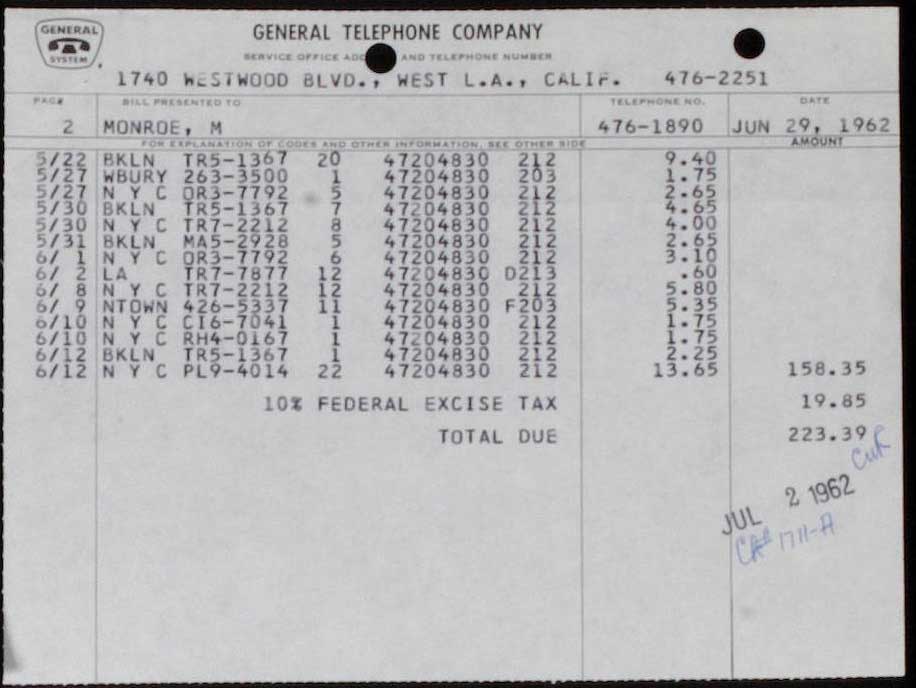 GENERAL SYSTEM
GENERAL TELEPHONE COMPANY
SERVICE OFFICE AND TELEPHONE NUMBER
1740 WESTWOOD BLVD., WEST L.A., CALIF. 476-2251
PAGE BILL PRESENTED TO TELEPHONE NO. DATE
2 MONROE, M 476-1890 JUN 29, 1962
FOR EXPLANATION OF CODES AND OTHER INFORMATION, SEE OTHER SIDE AMOUNT
5/22 BKLN TR5-1367 20 47204830 212 9.40
5/27 WBURY 263-3500 1 47204830 203 1.75
5/27 N Y C OR3-7792 5 47204830 212 2.65
5/30 BKLN TR5-1367 7 47204830 212 4.65
5/30 N Y C TR7-2212 8 47204830 212 4.00
5/31 BKLN MA5-2928 5 47204830 212 2.65
6/ 1 N Y C OR3-7792 6 47204830 212 3.10
6/ 2 LA TR7-7877 12 47204830 D213 .60
6/ 8 N Y C TR7-2212 12 47204830 212 5.80
6/ 9 NTOWN 426-5337 11 47204830 F203 5.35
6/10 N Y C CI6-7041 1 47204830 212 1.75
6/10 N Y C RH4-0167 1 47204830 212 1.75
6/12 BKLN TR5-1367 1 47204830 212 2.25
6/12 N Y C PL9-4014 22 47204830 212 13.65 158.35
10% FEDERAL EXCISE TAX 19.85
TOTAL DUE 223.39
JUL 2 1962
1711-A